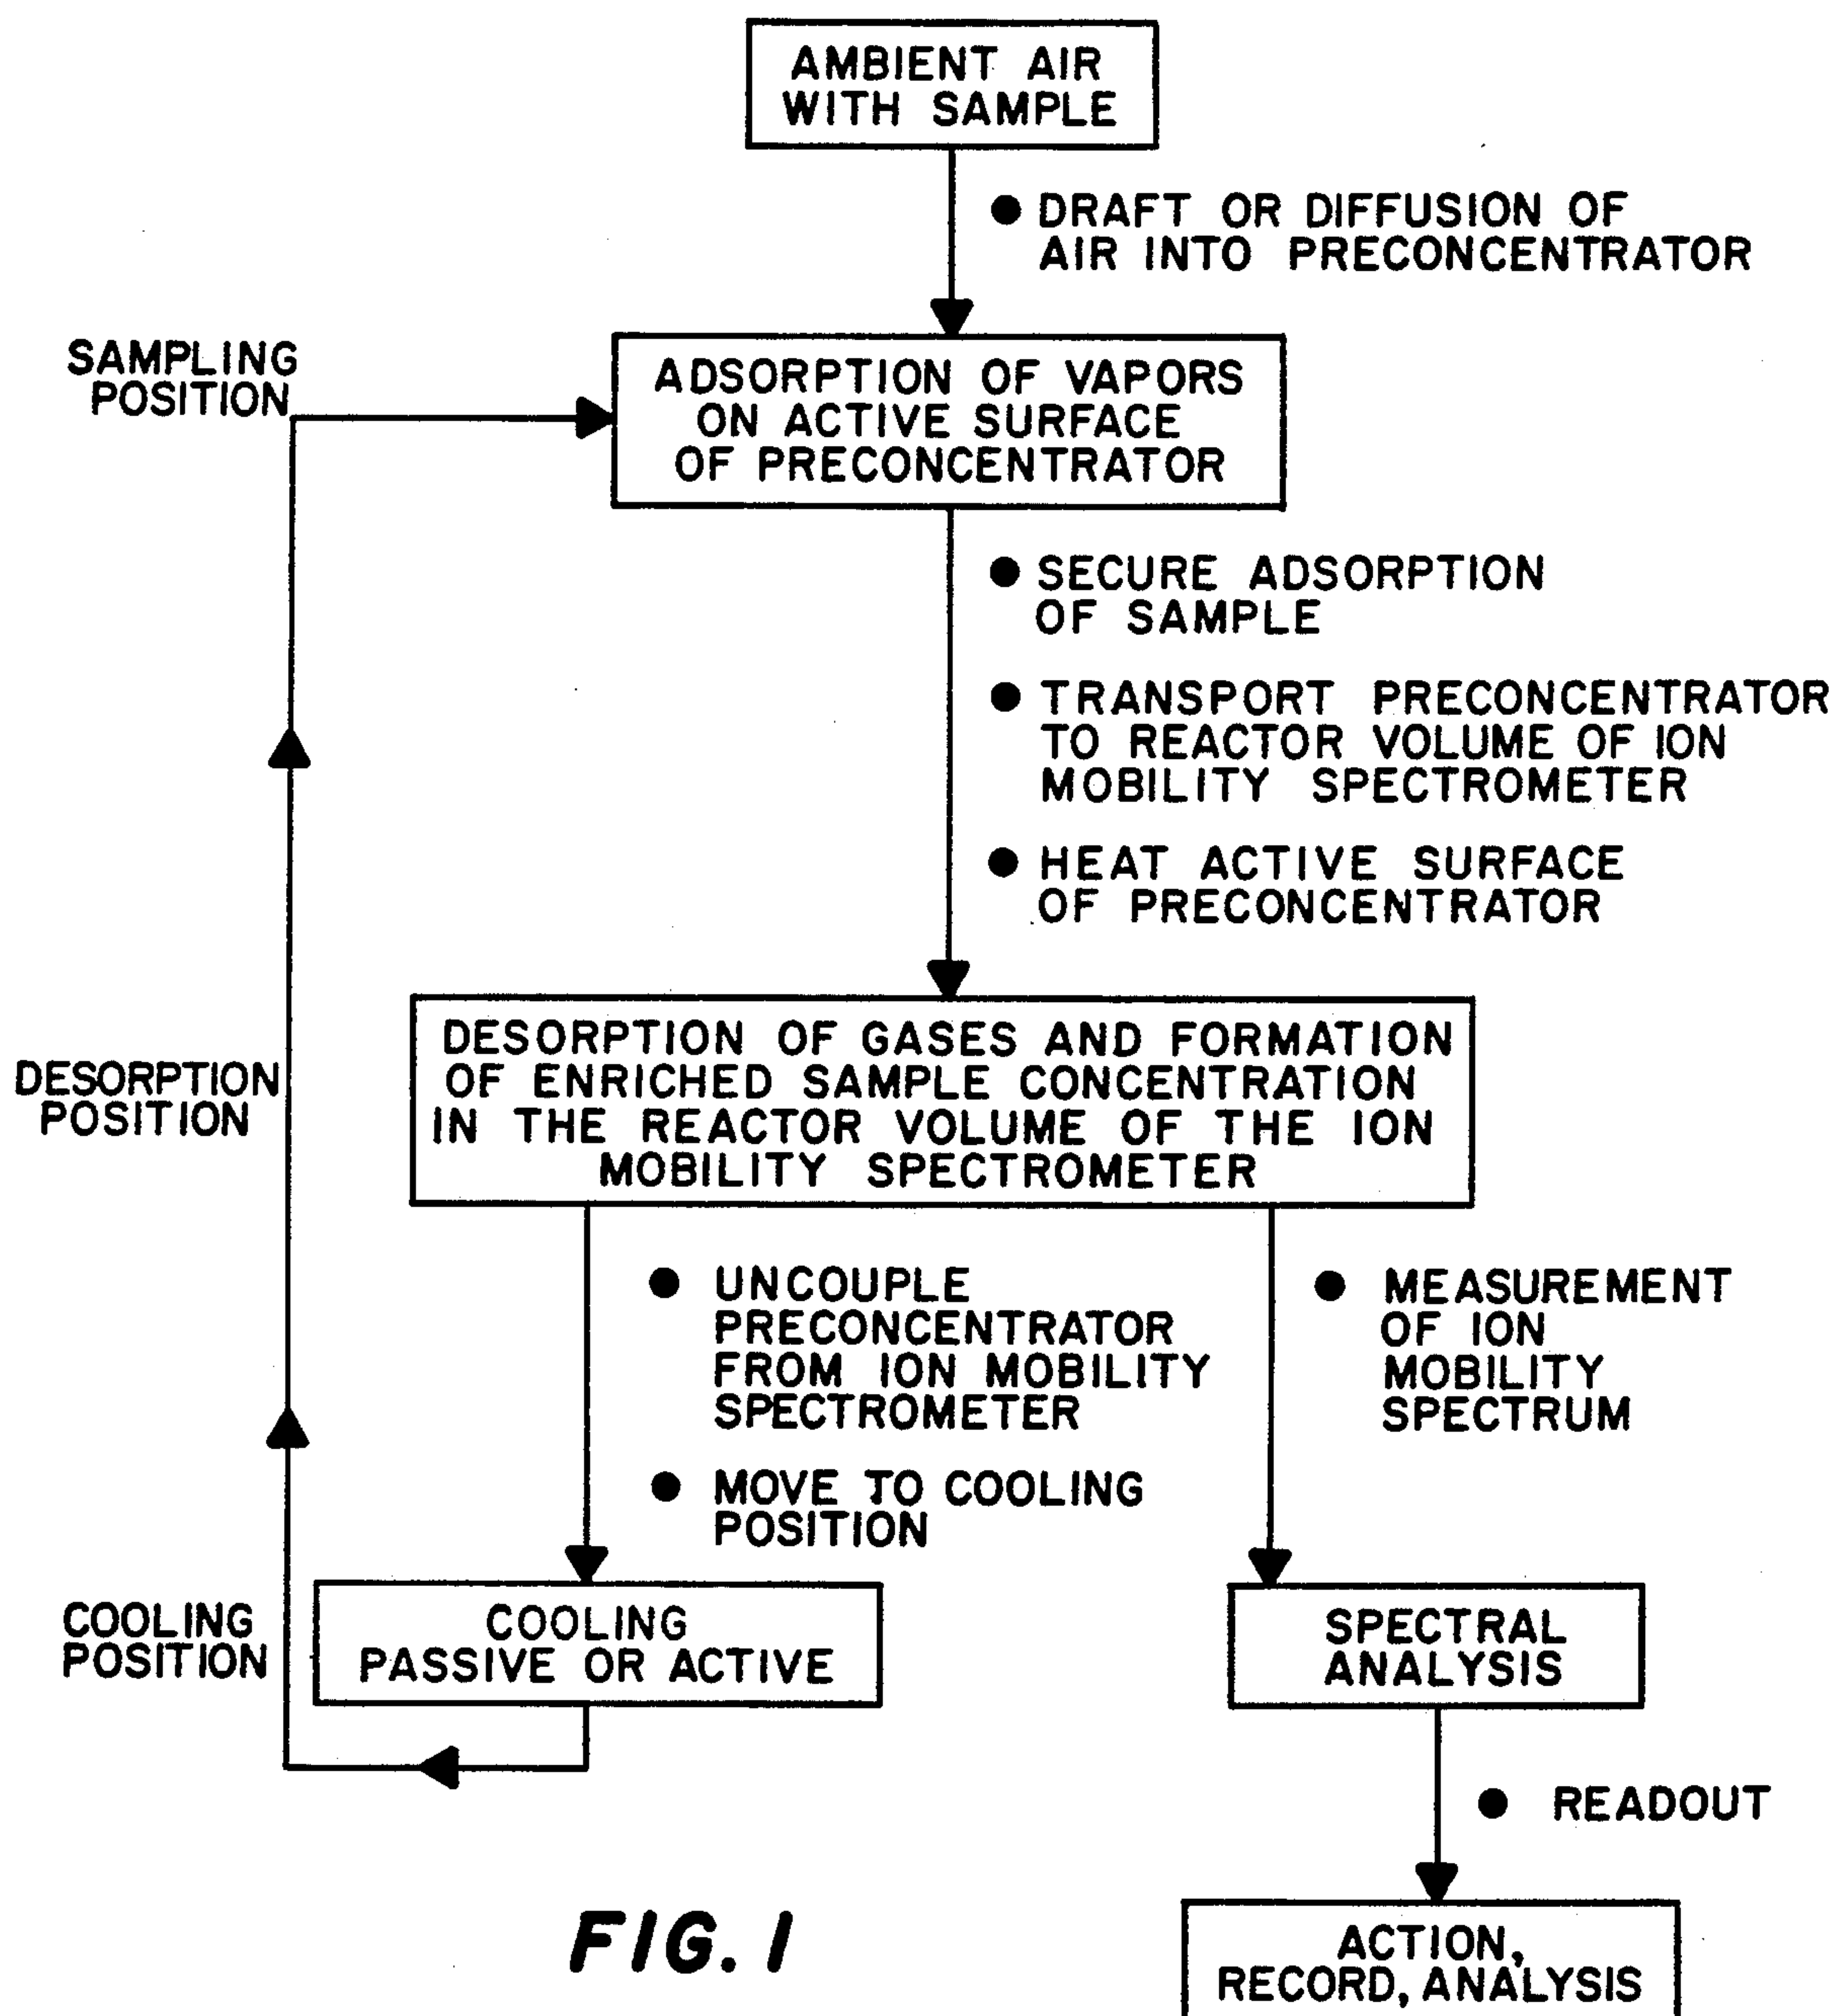 AMBIENT AIR
WITH SAMPLE
● DRAFT OR DIFFUSION OF
AIR INTO PRECONCENTRATOR
SAMPLING
POSITION
ADSORPTION OF VAPORS
ON ACTIVE SURFACE
OF PRECONCENTRATOR
● SECURE ADSORPTION
OF SAMPLE
● TRANSPORT PRECONCENTRATOR
TO REACTOR VOLUME OF ION
MOBILITY SPECTROMETER
● HEAT ACTIVE SURFACE
OF PRECONCENTRATOR
DESORPTION
POSITION
DESORPTION OF GASES AND FORMATION
OF ENRICHED SAMPLE CONCENTRATION
IN THE REACTOR VOLUME OF THE ION
MOBILITY SPECTROMETER
● UNCOUPLE
PRECONCENTRATOR
FROM ION MOBILITY
SPECTROMETER
● MOVE TO COOLING
POSITION
● MEASUREMENT
OF ION
MOBILITY
SPECTRUM
COOLING
POSITION
COOLING
PASSIVE OR ACTIVE
SPECTRAL
ANALYSIS
● READOUT
ACTION,
RECORD, ANALYSIS
FIG. 1